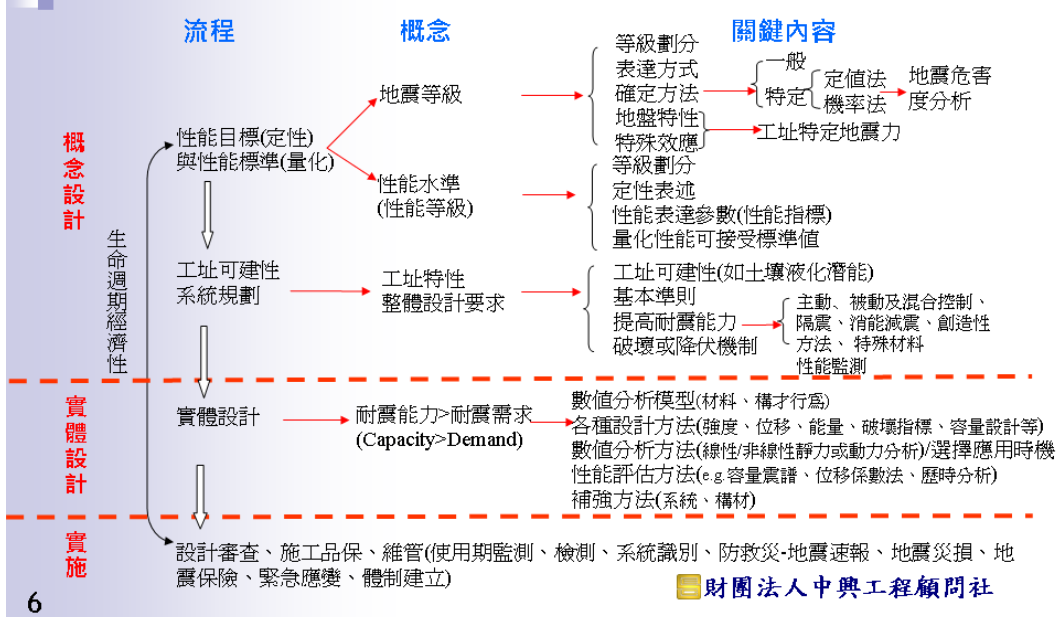 流程
概念
關鍵內容
概念設計
生命週期經濟性
性能目標(定性)
與性能標準(量化)
地震等級
等級劃分
表達方式
確定方法
地盤特性
特殊效應
一般
特定
定值法
機率法
地震危害
度分析
工址特定地震力
性能水準
(性能等級)
等級劃分
定性表述
性能表達參數(性能指標)
量化性能可接受標準值
工址可建性
系統規劃
工址特性
整體設計要求
工址可建性(如土壤液化潛能)
基本準則
提高耐震能力
破壞或降伏機制
主動、被動及混合控制、
隔震、消能減震、創造性
方法、特殊材料
性能監測
實體設計
實體設計
耐震能力>耐震需求
(Capacity>Demand)
數值分析模型(材料、構才行為)
各種設計方法(強度、位移、能量、破壞指標、容量設計等)
數值分析方法(線性/非線性靜力或動力分析)/選擇應用時機
性能評估方法(e.g.容量震譜、位移係數法、歷時分析)
補強方法(系統、構材)
實施
設計審查、施工品保、維管(使用期監測、檢測、系統識別、防救災-地震速報、地震災損、地
震保險、緊急應變、體制建立)
財團法人中興工程顧問社
6